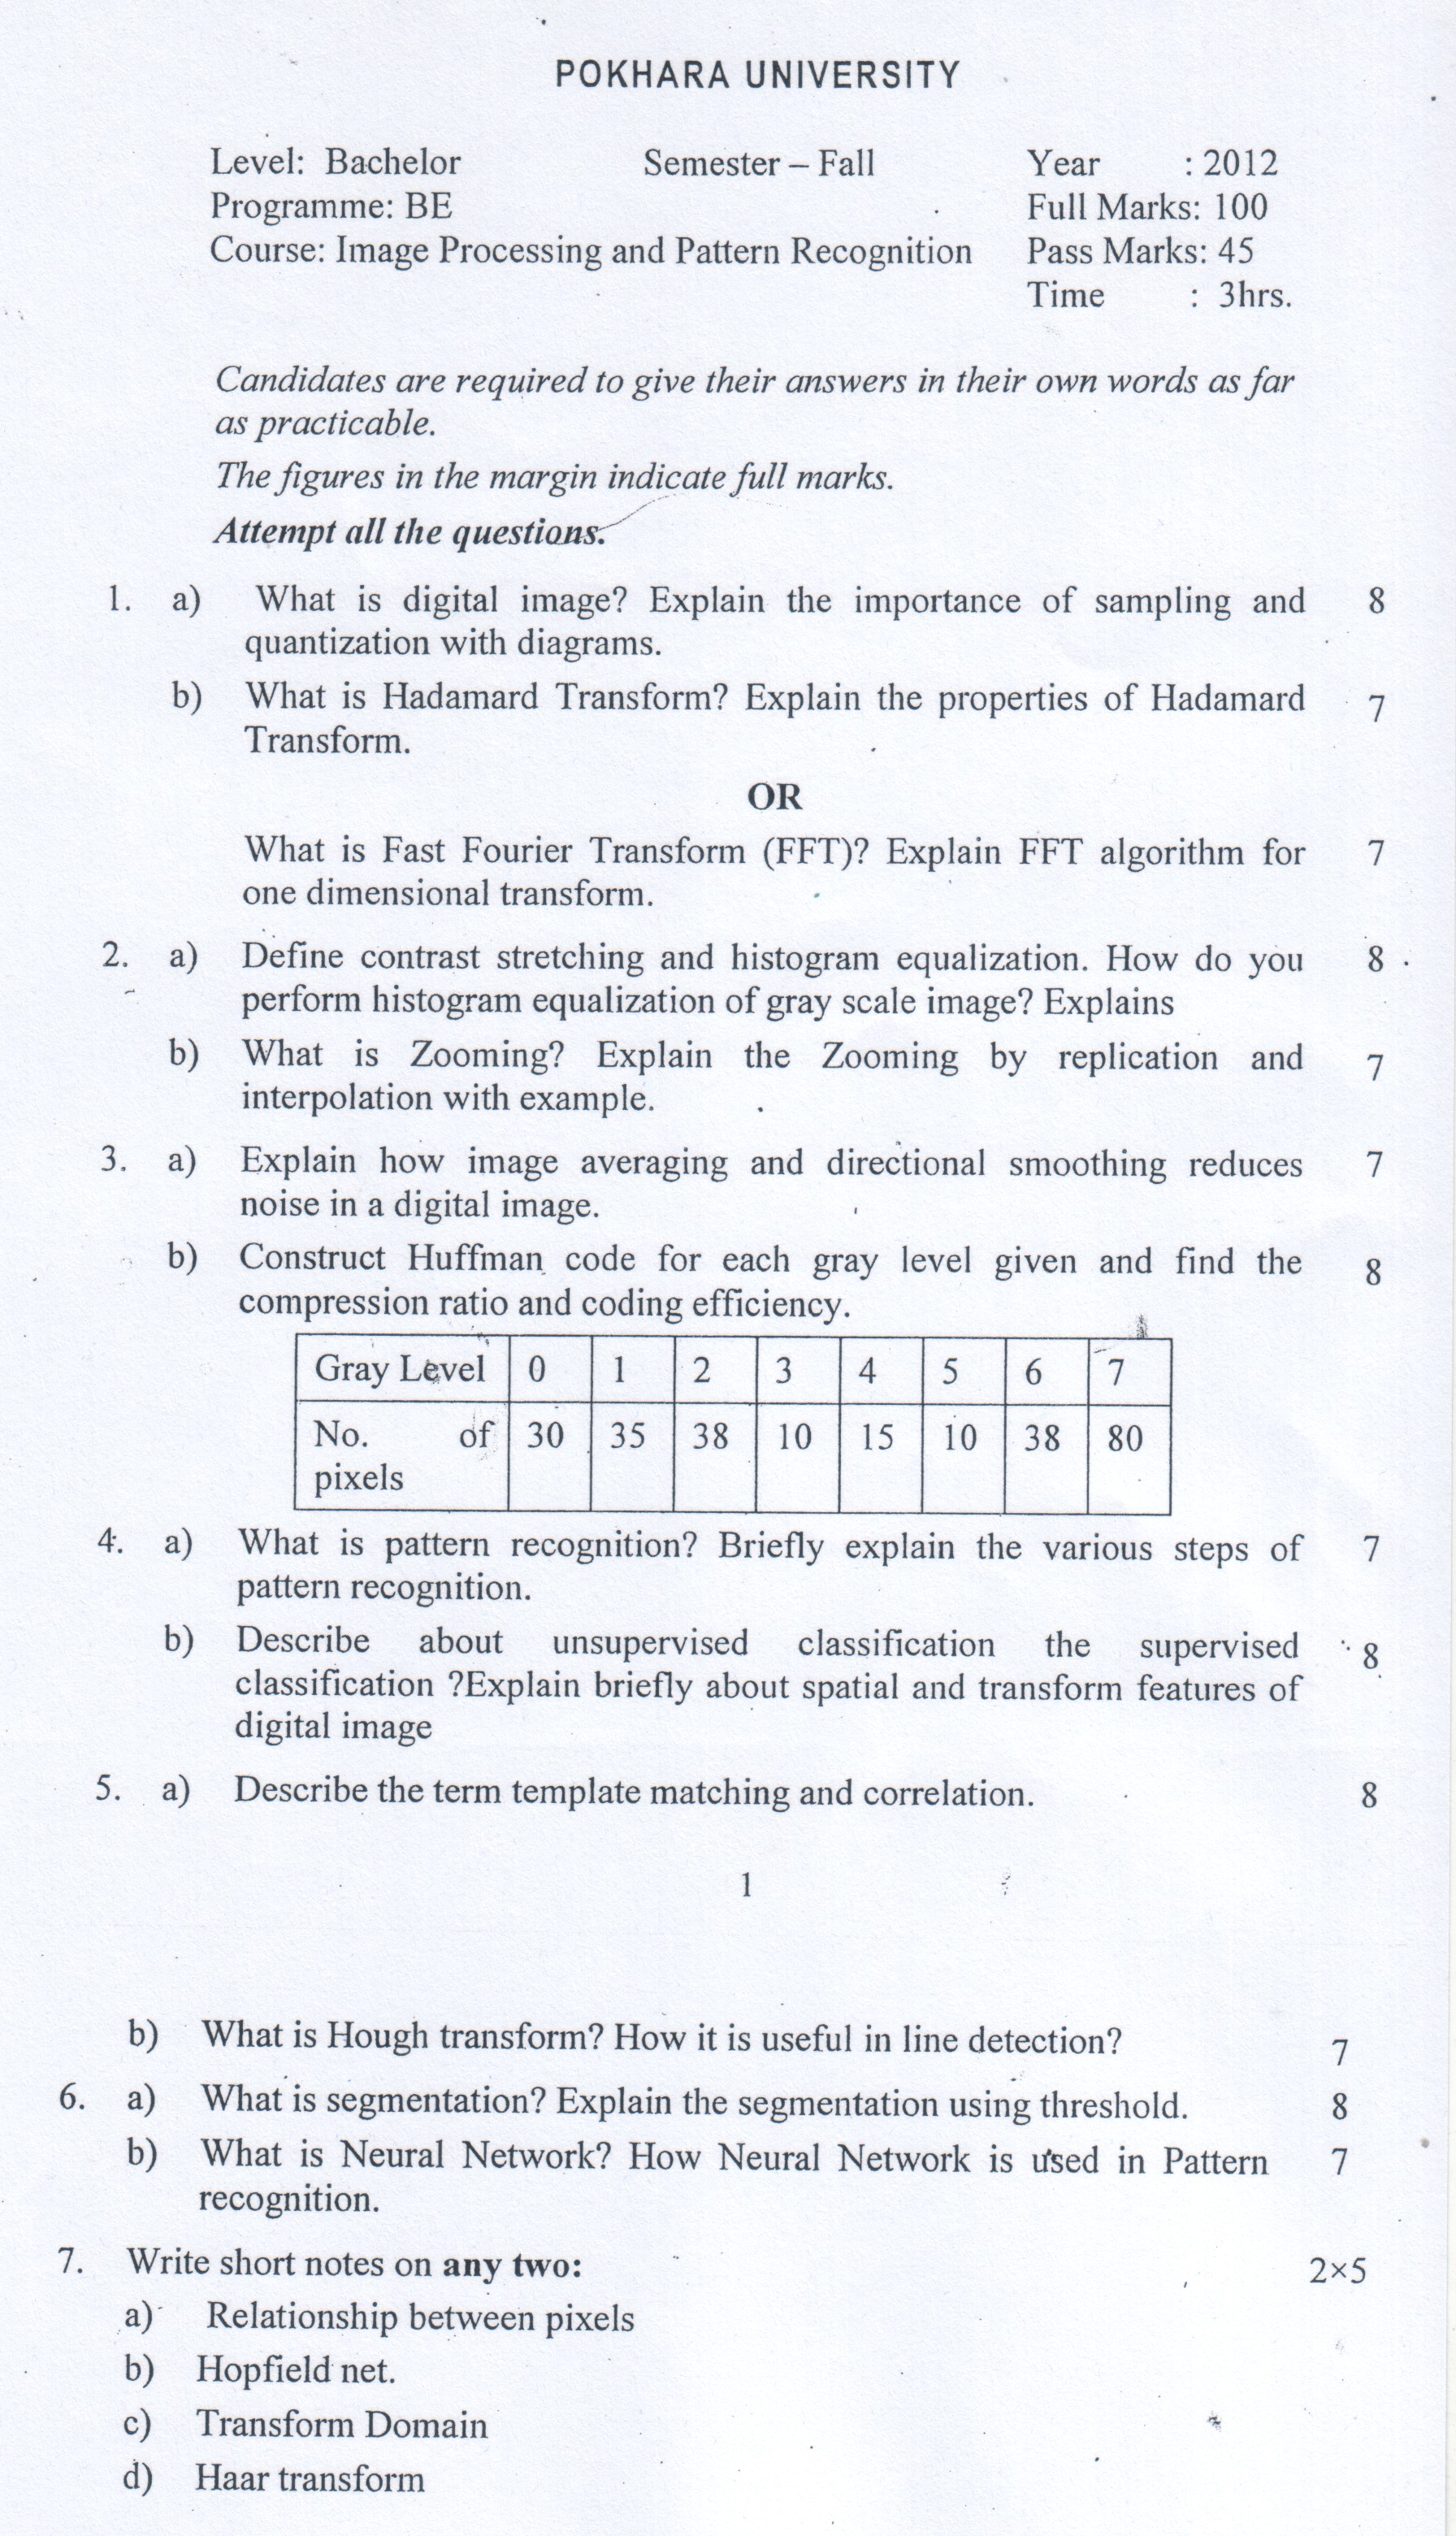 POKHARA UNIVERSITY
Level: Bachelor Semester – Fall Year : 2012
Programme: BE Full Marks: 100
Course: Image Processing and Pattern Recognition Pass Marks: 45
Time : 3hrs.
Candidates are required to give their answers in their own words as far
as practicable.
The figures in the margin indicate full marks.
Attempt all the questions.
1. a) What is digital image? Explain the importance of sampling and 8
quantization with diagrams.
b) What is Hadamard Transform? Explain the properties of Hadamard 7
Transform.
OR
What is Fast Fourier Transform (FFT)? Explain FFT algorithm for 7
one dimensional transform.
2. a) Define contrast stretching and histogram equalization. How do you 8
perform histogram equalization of gray scale image? Explains
b) What is Zooming? Explain the Zooming by replication and 7
interpolation with example.
3. a) Explain how image averaging and directional smoothing reduces 7
noise in a digital image.
b) Construct Huffman code for each gray level given and find the 8
compression ratio and coding efficiency.
Gray Level 0 1 2 3 4 5 6 7
No. of 30 35 38 10 15 10 38 80
pixels
4. a) What is pattern recognition? Briefly explain the various steps of 7
pattern recognition.
b) Describe about unsupervised classification the supervised 8
classification ?Explain briefly about spatial and transform features of
digital image
5. a) Describe the term template matching and correlation. 8
1
b) What is Hough transform? How it is useful in line detection? 7
6. a) What is segmentation? Explain the segmentation using threshold. 8
b) What is Neural Network? How Neural Network is used in Pattern 7
recognition.
7. Write short notes on any two: 2×5
a) Relationship between pixels
b) Hopfield net.
c) Transform Domain
d) Haar transform